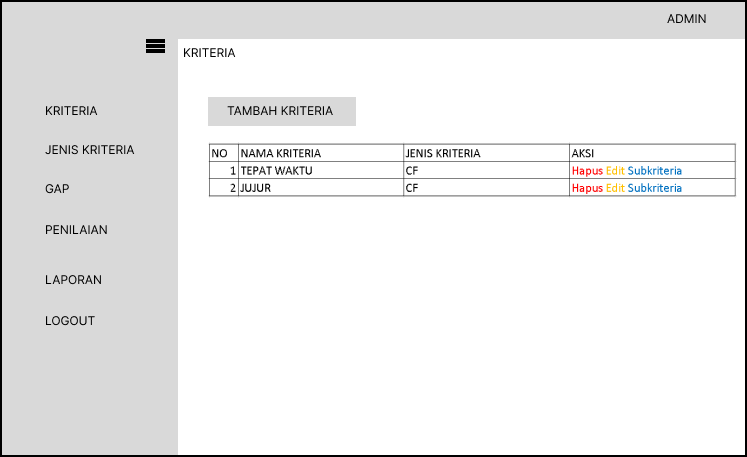 ADMIN
KRITERIA
KRITERIA
JENIS KRITERIA
GAP
PENILAIAN
LAPORAN
LOGOUT
TAMBAH KRITERIA
NO NAMA KRITERIA JENIS KRITERIA AKSI
1 TEPAT WAKTU CF Hapus Edit Subkriteria
2 JUJUR CF Hapus Edit Subkriteria